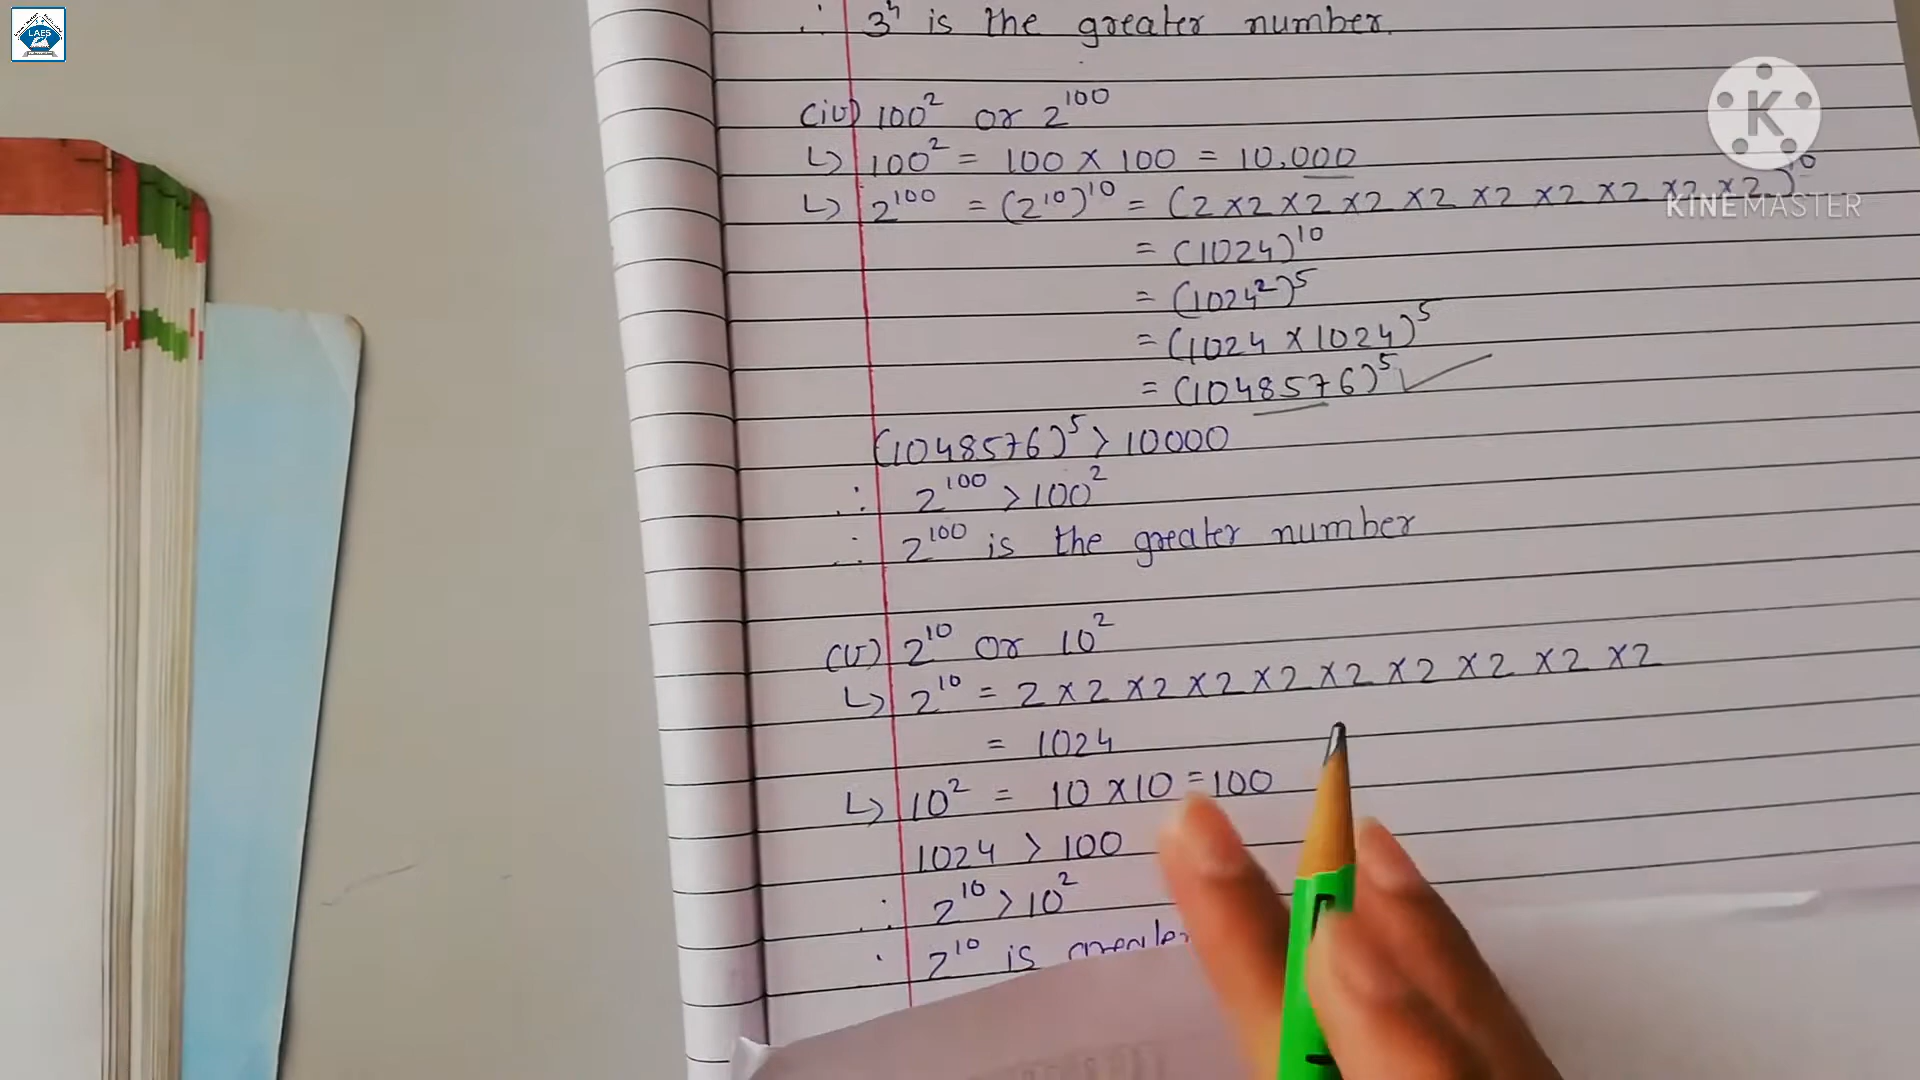 LAES
∴ 3⁴ is the greater number.
(iv) 100² or 2¹⁰⁰
↳ 100² = 100 × 100 = 10,000
↳ 2¹⁰⁰ = (2¹⁰)¹⁰ = (2 × 2 × 2 × 2 × 2 × 2 × 2 × 2 × 2 × 2)¹⁰
= (1024)¹⁰
= (1024²)⁵
= (1024 × 1024)⁵
= (1048576)⁵
(1048576)⁵ > 10000
∴ 2¹⁰⁰ > 100²
∴ 2¹⁰⁰ is the greater number
(v) 2¹⁰ or 10²
↳ 2¹⁰ = 2 × 2 × 2 × 2 × 2 × 2 × 2 × 2 × 2 × 2
= 1024
↳ 10² = 10 × 10 = 100
1024 > 100
∴ 2¹⁰ > 10²
2¹⁰ is
K
KINEMASTER